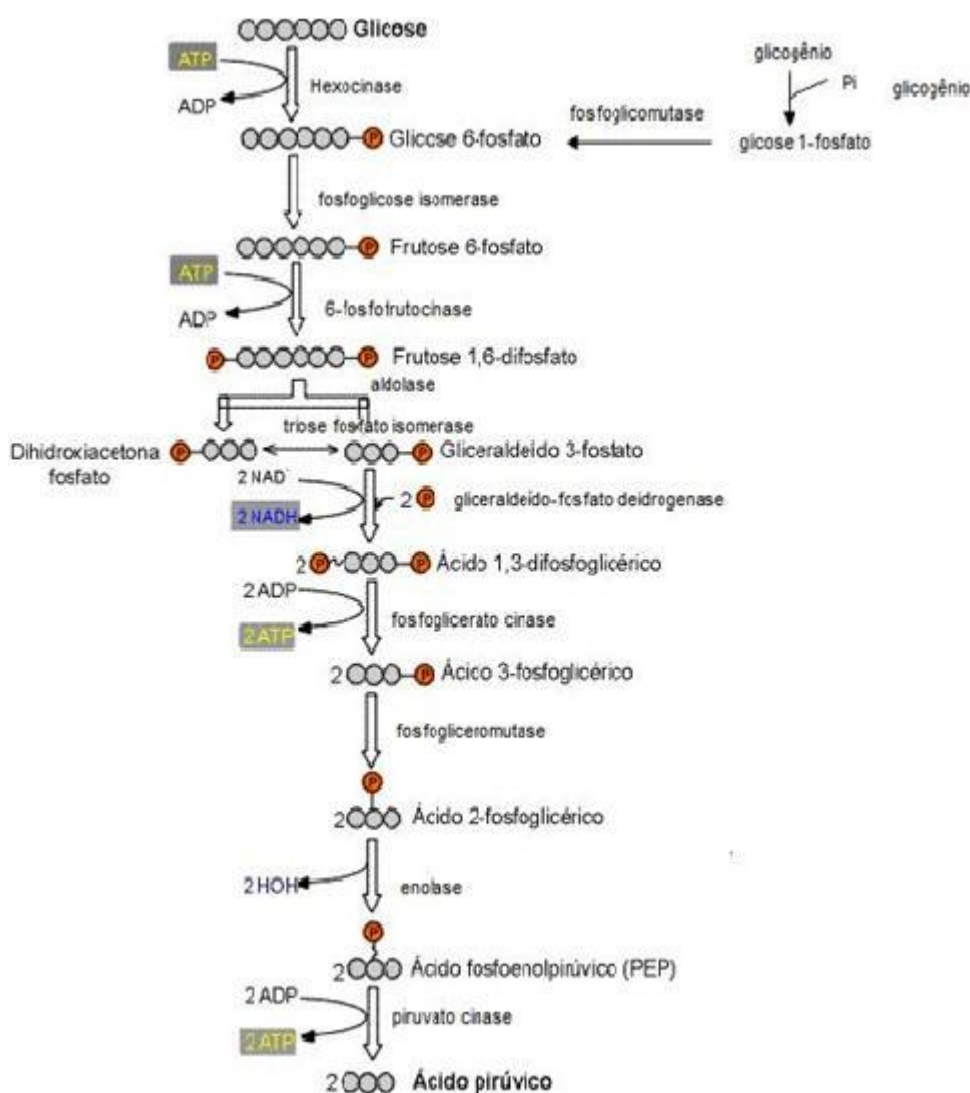 Glicose
ATP
ADP
Hexocinase
glicogênio
Pi
glicogênio
fosfoglicomutase
glicose 1-fosfato
P
Glicose 6-fosfato
fosfoglicose isomerase
P
Frutose 6-fosfato
ATP
ADP
6-fosfofrutocinase
P
P
Frutose 1,6-difosfato
aldolase
triose fosfato isomerase
Dihidroxiacetona
fosfato
P
P
Gliceraldeído 3-fosfato
2 NAD
2 NADH
2 P
gliceraldeído-fosfato deidrogenase
2 P
P
Ácido 1,3-difosfoglicérico
2 ADP
2 ATP
fosfoglicerato cinase
2
P
Ácico 3-fosfoglicérico
fosfogliceromutase
P
2
Ácido 2-fosfoglicérico
2 HOH
enolase
P
2
Ácido fosfoenolpirúvico (PEP)
2 ADP
2 ATP
piruvato cinase
2
Ácido pirúvico